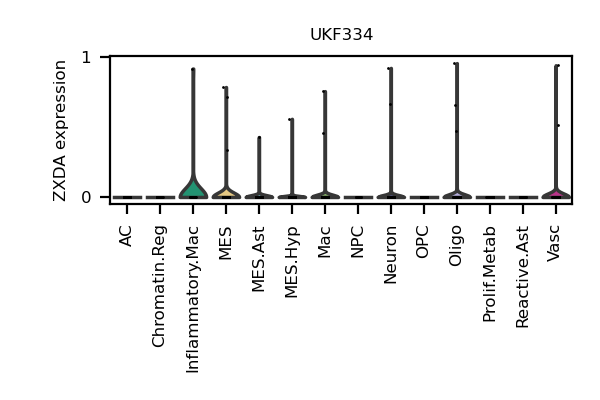 UKF334
ZXDA expression
1
0
AC
Chromatin.Reg
Inflammatory.Mac
MES
MES.Ast
MES.Hyp
Mac
NPC
Neuron
OPC
Oligo
Prolif.Metab
Reactive.Ast
Vasc